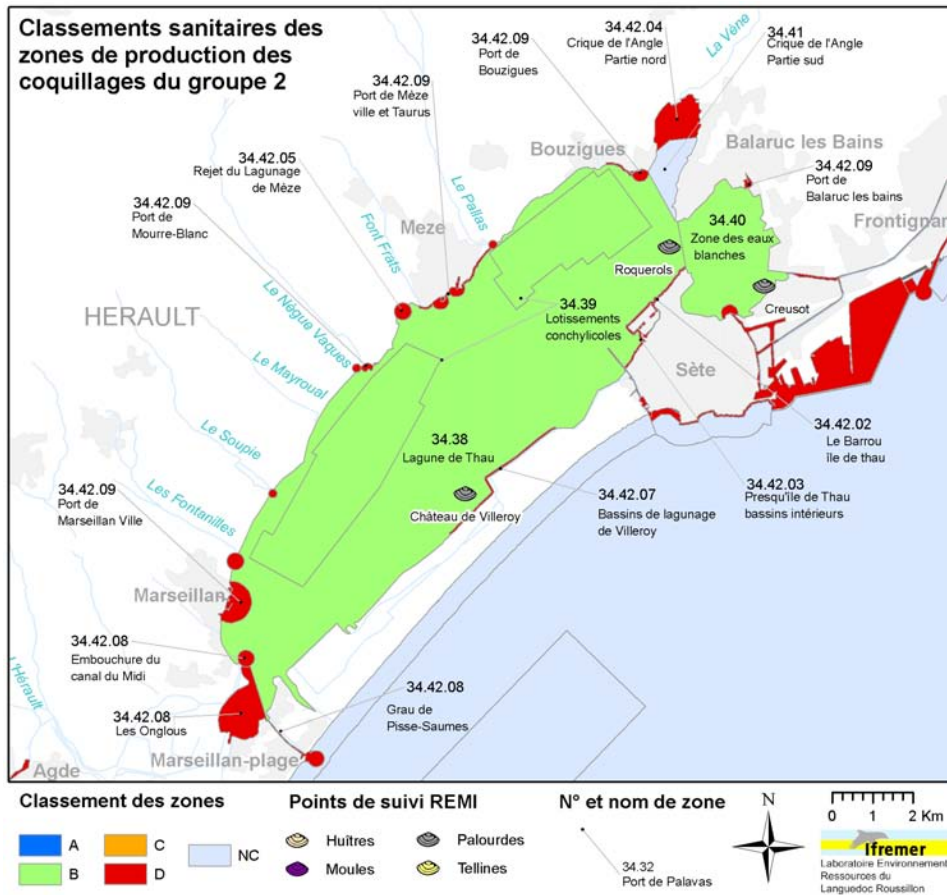 Classements sanitaires des
zones de production des
coquillages du groupe 2
34.42.09
Port de
Bouzigues
34.42.04
Crique de l'Angle
Partie nord
La Vène
34.41
Crique de l'Angle
Partie sud
34.42.09
Port de Mèze
ville et Taurus
Bouzigues
Balaruc les Bains
34.42.05
Rejet du Lagunage
de Mèze
34.42.09
Port de
Balaruc les bains
34.42.09
Port de
Mourre-Blanc
Le Pallas
Font Frats
Meze
34.40
Zone des eaux
blanches
Frontignan
Roquerols
Creusot
Le Nègue Vaques
HERAULT
34.39
Lotissements
conchylicoles
Sète
Le Mayroual
Le Soupie
34.38
Lagune de Thau
34.42.02
Le Barrou
île de thau
Les Fontanilles
34.42.09
Port de
Marseillan Ville
Château de Villeroy
34.42.07
Bassins de lagunage
de Villeroy
34.42.03
Presqu'île de Thau
bassins intérieurs
Marseillan
34.42.08
Embouchure du
canal du Midi
L'Hérault
34.42.08
Grau de
Pisse-Saumes
34.42.08
Les Onglous
Marseillan-plage
Agde
Classement des zones
A
B
C
D
NC
Points de suivi REMI
Huîtres
Moules
Palourdes
Tellines
N° et nom de zone
34.32
Port de Palavas
N
0 1 2 Km
Ifremer
Laboratoire Environnement
Ressources du
Languedoc Roussillon